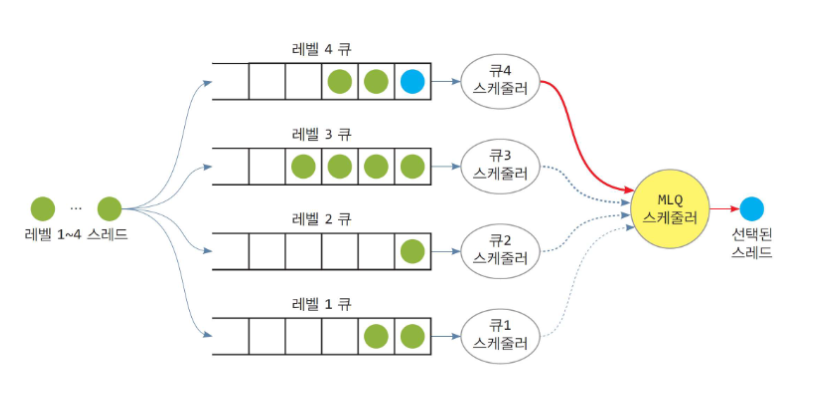 레벨 4 큐
큐4
스케줄러
레벨 3 큐
큐3
스케줄러
...
레벨 1~4 스레드
MLQ
스케줄러
선택된
스레드
레벨 2 큐
큐2
스케줄러
레벨 1 큐
큐1
스케줄러